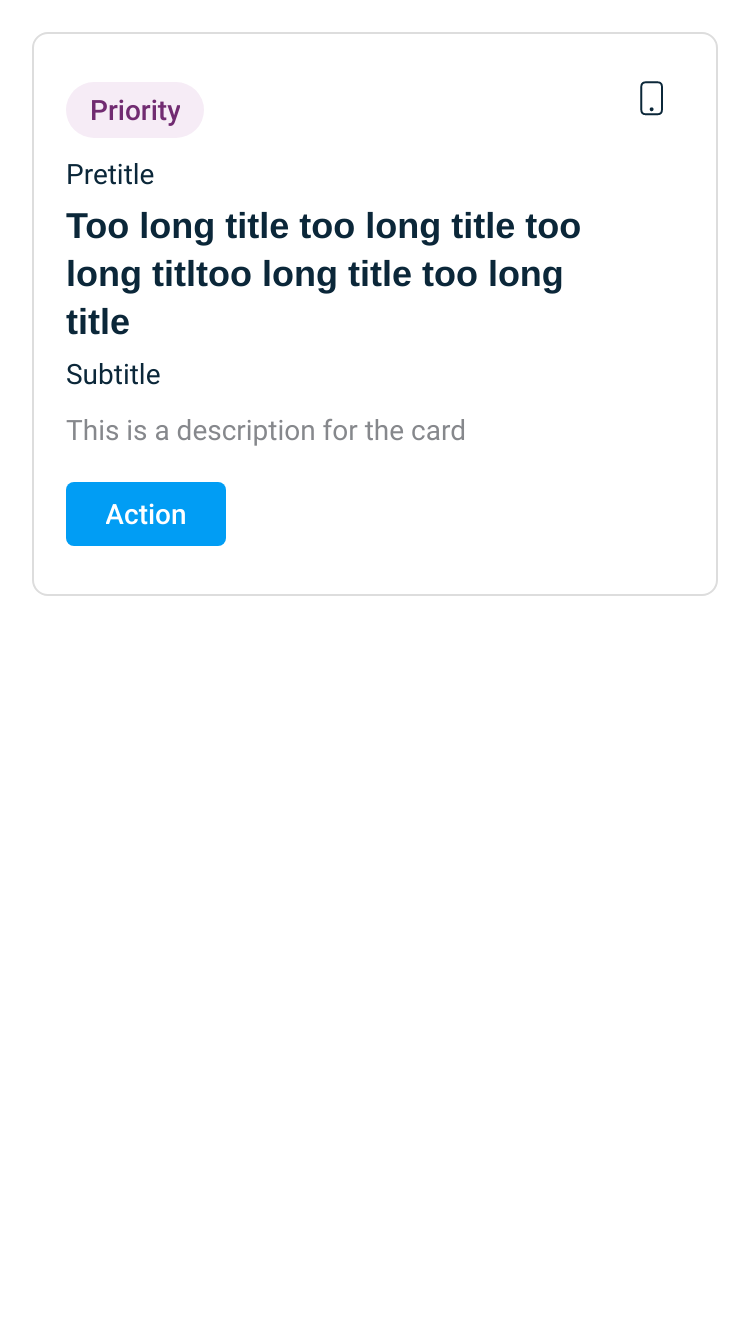 Priority
Pretitle
Too long title too long title too
long titltoo long title too long
title
Subtitle
This is a description for the card
Action